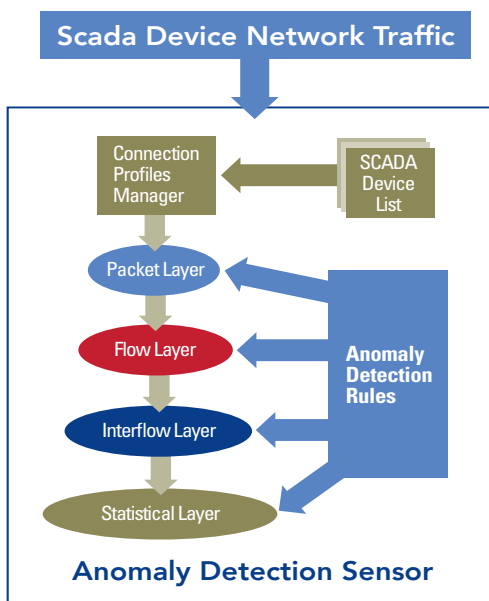 Scada Device Network Traffic
Connection
Profiles
Manager
SCADA
Device
List
Packet Layer
Flow Layer
Anomaly
Detection
Rules
Interflow Layer
Statistical Layer
Anomaly Detection Sensor